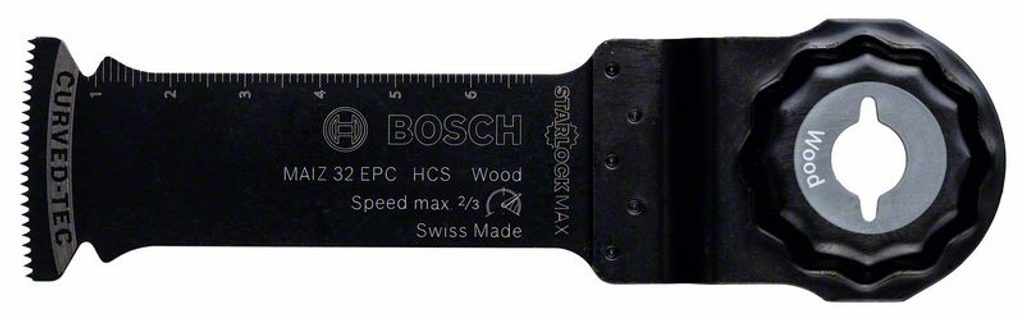 CURVED-TEC
1 2 3 4 5 6
BOSCH
MAIZ 32 EPC HCS Wood
Speed max. 2/3
Swiss Made
STARLOCK MAX
Wood